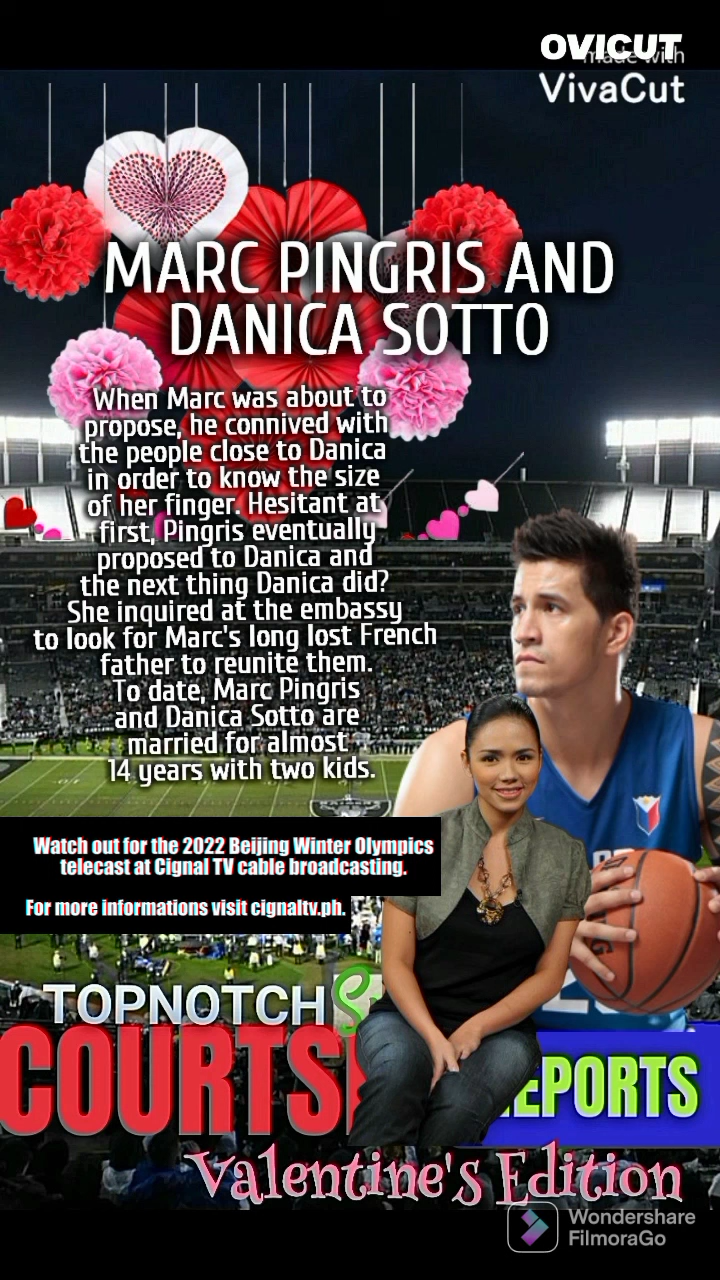 OVICUT
made with
VivaCut
MARC PINGRIS AND
DANICA SOTTO
When Marc was about to
propose, he connived with
the people close to Danica
in order to know the size
of her finger. Hesitant at
first, Pingris eventually
proposed to Danica and
the next thing Danica did?
She inquired at the embassy
to look for Marc's long lost French
father to reunite them.
To date, Marc Pingris
and Danica Sotto are
married for almost
14 years with two kids.
Watch out for the 2022 Beijing Winter Olympics
telecast at Cignal TV cable broadcasting.
For more informations visit cignaltv.ph.
TOPNOTCH
COURTS
EPORTS
Valentine's Edition
Wondershare
FilmoraGo